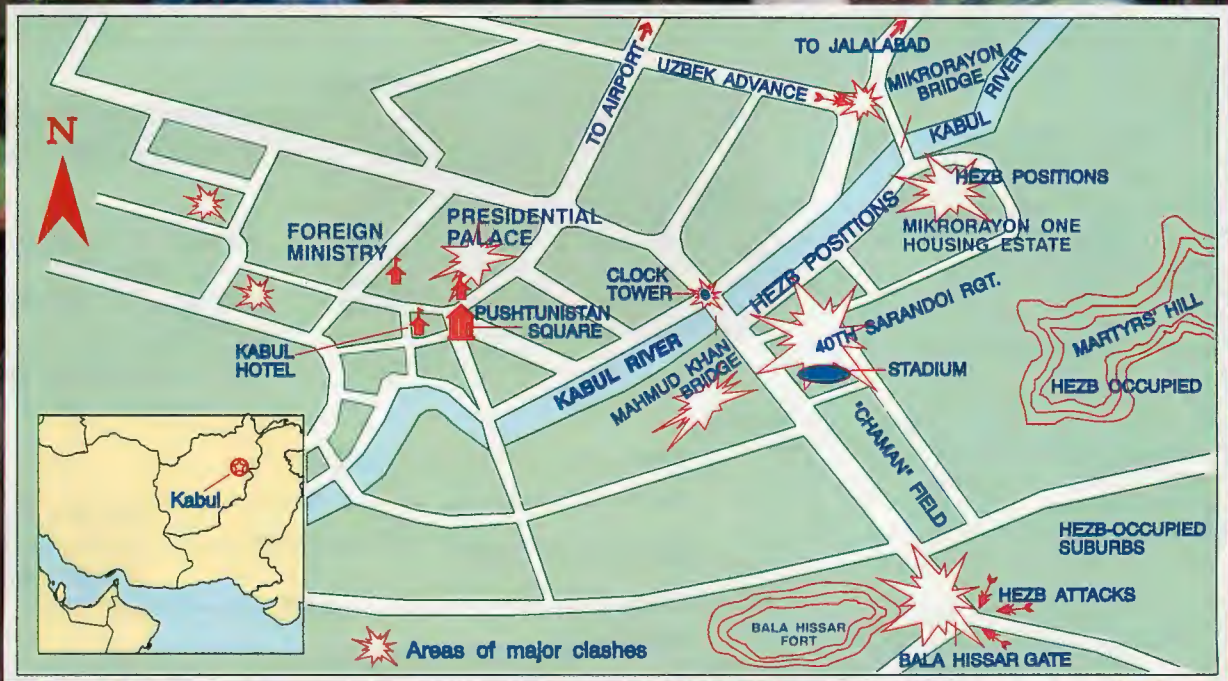 N
TO JALALABAD
MIKRORAYON
BRIDGE
UZBEK ADVANCE
TO AIRPORT
KABUL
RIVER
HEZB POSITIONS
MIKRORAYON ONE
HOUSING ESTATE
FOREIGN
MINISTRY
PRESIDENTIAL
PALACE
CLOCK
TOWER
HEZB POSITIONS
PUSHTUNISTAN
SQUARE
KABUL
HOTEL
KABUL RIVER
MAHMUD KHAN
BRIDGE
40TH SARANDOI RGT.
STADIUM
MARTYRS' HILL
HEZB OCCUPIED
"CHAMAN" FIELD
Kabul
HEZB-OCCUPIED
SUBURBS
HEZB ATTACKS
BALA HISSAR
FORT
BALA HISSAR GATE
Areas of major clashes